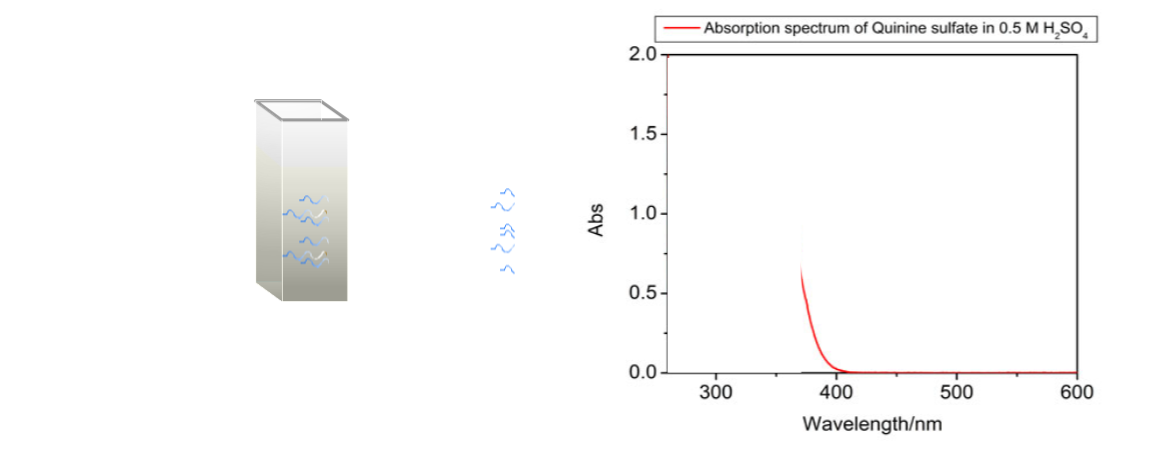 Absorption spectrum of Quinine sulfate in 0.5 M H₂SO₄
2.0
1.5
1.0
0.5
0.0
Abs
300 400 500 600
Wavelength/nm